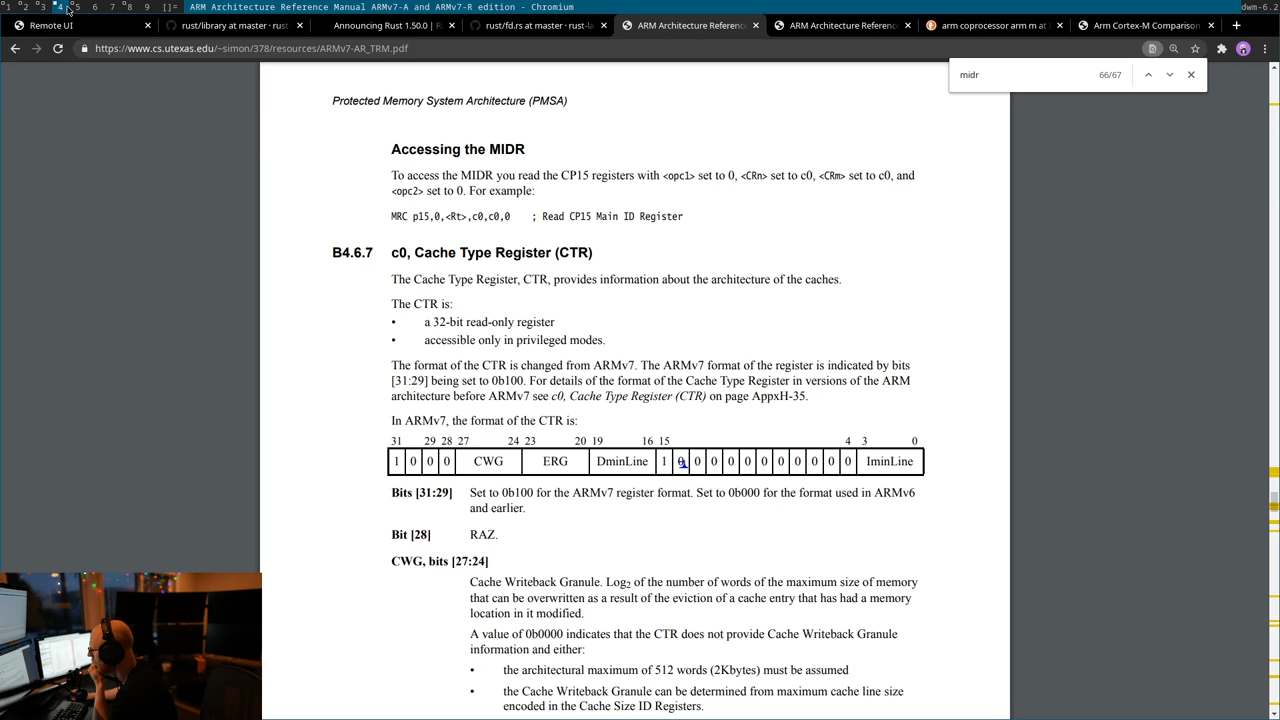 1 2 3 4 5 6 7 8 9 []= ARM Architecture Reference Manual ARMv7-A and ARMv7-R edition - Chromium dwm-6.2
Remote UI × rust/library at master · rust × Announcing Rust 1.50.0 | Rust × rust/fd.rs at master · rust-la × ARM Architecture Reference × ARM Architecture Reference × arm coprocessor arm m at D × Arm Cortex-M Comparison ×
https://www.cs.utexas.edu/~simon/378/resources/ARMv7-AR_TRM.pdf
midr 66/67
Protected Memory System Architecture (PMSA)
Accessing the MIDR
To access the MIDR you read the CP15 registers with <opc1> set to 0, <CRn> set to c0, <CRm> set to c0, and
<opc2> set to 0. For example:
MRC p15,0,<Rt>,c0,c0,0 ; Read CP15 Main ID Register
B4.6.7 c0, Cache Type Register (CTR)
The Cache Type Register, CTR, provides information about the architecture of the caches.
The CTR is:
• a 32-bit read-only register
• accessible only in privileged modes.
The format of the CTR is changed from ARMv7. The ARMv7 format of the register is indicated by bits
[31:29] being set to 0b100. For details of the format of the Cache Type Register in versions of the ARM
architecture before ARMv7 see c0, Cache Type Register (CTR) on page AppxH-35.
In ARMv7, the format of the CTR is:
31 29 28 27 24 23 20 19 16 15 4 3 0
1 0 0 0 CWG ERG DminLine 1 0 0 0 0 0 0 0 0 0 0 0 IminLine
Bits [31:29] Set to 0b100 for the ARMv7 register format. Set to 0b000 for the format used in ARMv6
and earlier.
Bit [28] RAZ.
CWG, bits [27:24]
Cache Writeback Granule. Log2 of the number of words of the maximum size of memory
that can be overwritten as a result of the eviction of a cache entry that has had a memory
location in it modified.
A value of 0b0000 indicates that the CTR does not provide Cache Writeback Granule
information and either:
• the architectural maximum of 512 words (2Kbytes) must be assumed
• the Cache Writeback Granule can be determined from maximum cache line size
encoded in the Cache Size ID Registers.